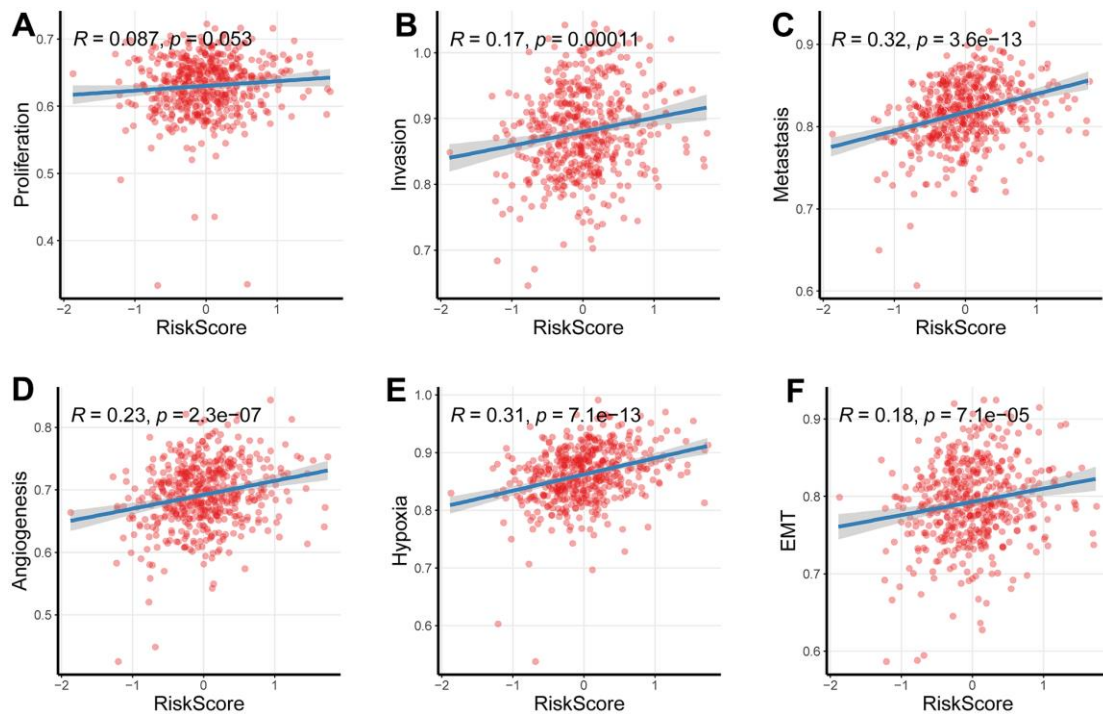 A
R = 0.087, p = 0.053
0.7
0.6
0.5
0.4
Proliferation
−2 −1 0 1
RiskScore
B
R = 0.17, p = 0.00011
1.0
0.9
0.8
0.7
Invasion
−2 −1 0 1
RiskScore
C
R = 0.32, p = 3.6e−13
0.9
0.8
0.7
0.6
Metastasis
−2 −1 0 1
RiskScore
D
R = 0.23, p = 2.3e−07
0.8
0.7
0.6
0.5
Angiogenesis
−2 −1 0 1
RiskScore
E
R = 0.31, p = 7.1e−13
1.0
0.9
0.8
0.7
0.6
Hypoxia
−2 −1 0 1
RiskScore
F
R = 0.18, p = 7.1e−05
0.9
0.8
0.7
0.6
EMT
−2 −1 0 1
RiskScore